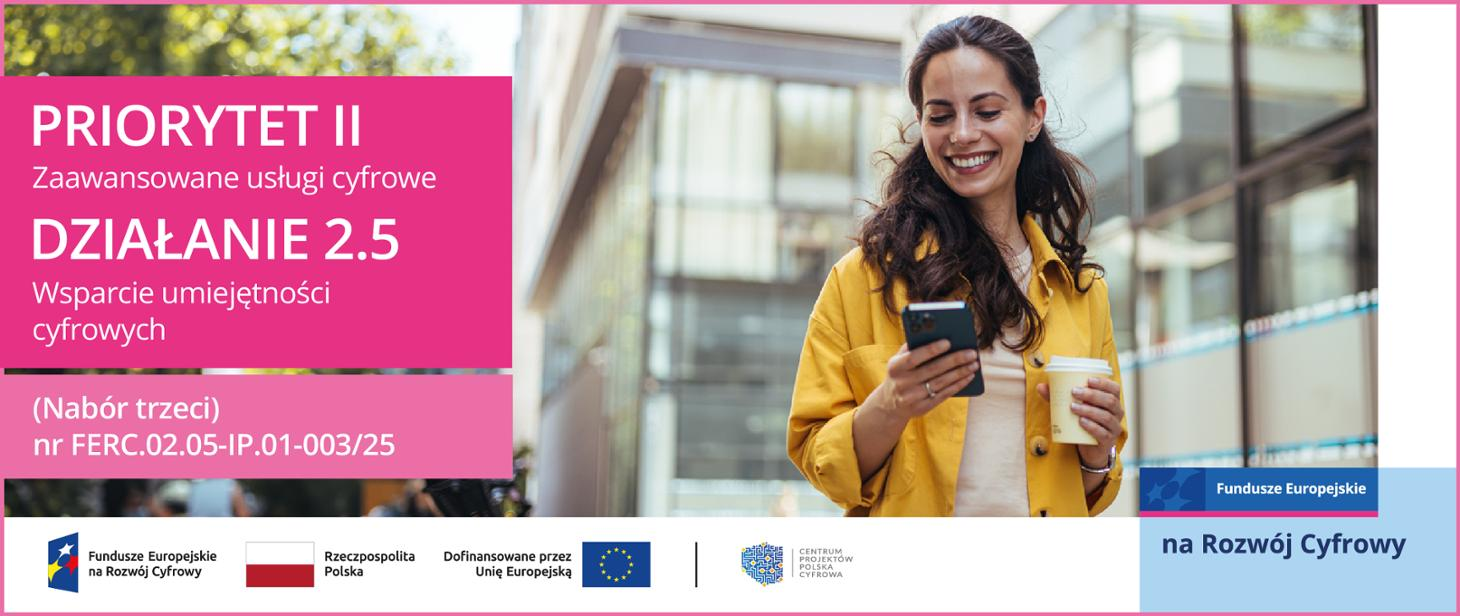 PRIORYTET II
Zaawansowane usługi cyfrowe
DZIAŁANIE 2.5
Wsparcie umiejętności
cyfrowych
(Nabór trzeci)
nr FERC.02.05-IP.01-003/25
Fundusze Europejskie
na Rozwój Cyfrowy
Fundusze Europejskie
na Rozwój Cyfrowy
Rzeczpospolita
Polska
Dofinansowane przez
Unię Europejską
CENTRUM
PROJEKTÓW
POLSKA
CYFROWA